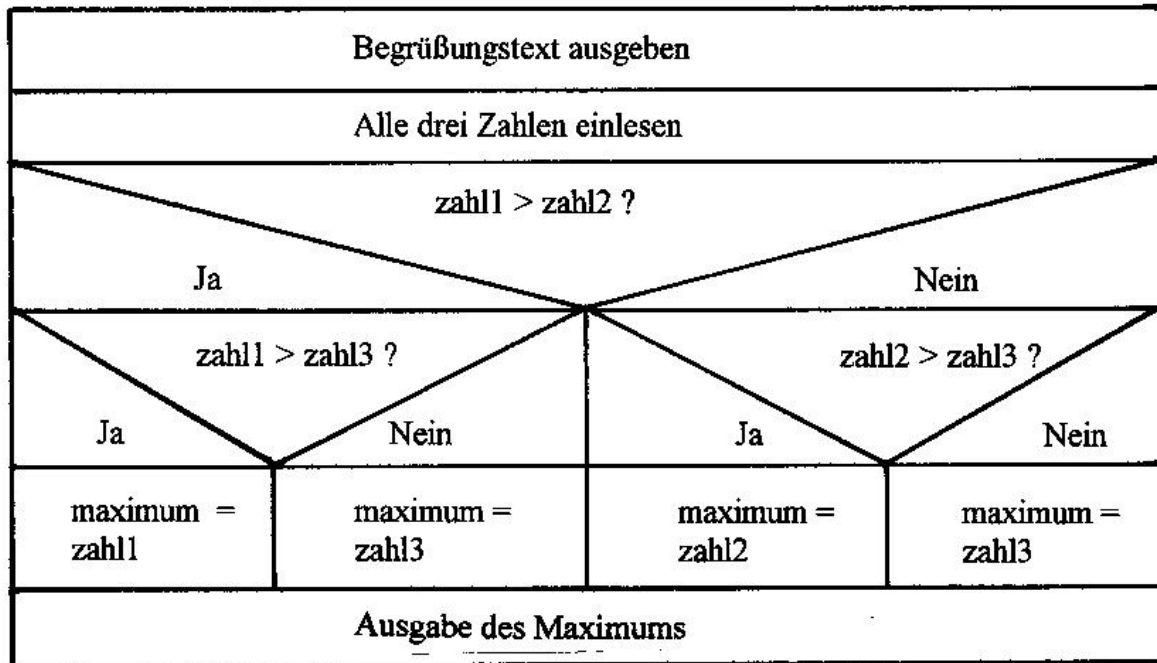 Begrüßungstext ausgeben
Alle drei Zahlen einlesen
zahl1 > zahl2 ?
Ja
Nein
zahl1 > zahl3 ?
zahl2 > zahl3 ?
Ja
Nein
Ja
Nein
maximum =
zahl1
maximum =
zahl3
maximum =
zahl2
maximum =
zahl3
Ausgabe des Maximums